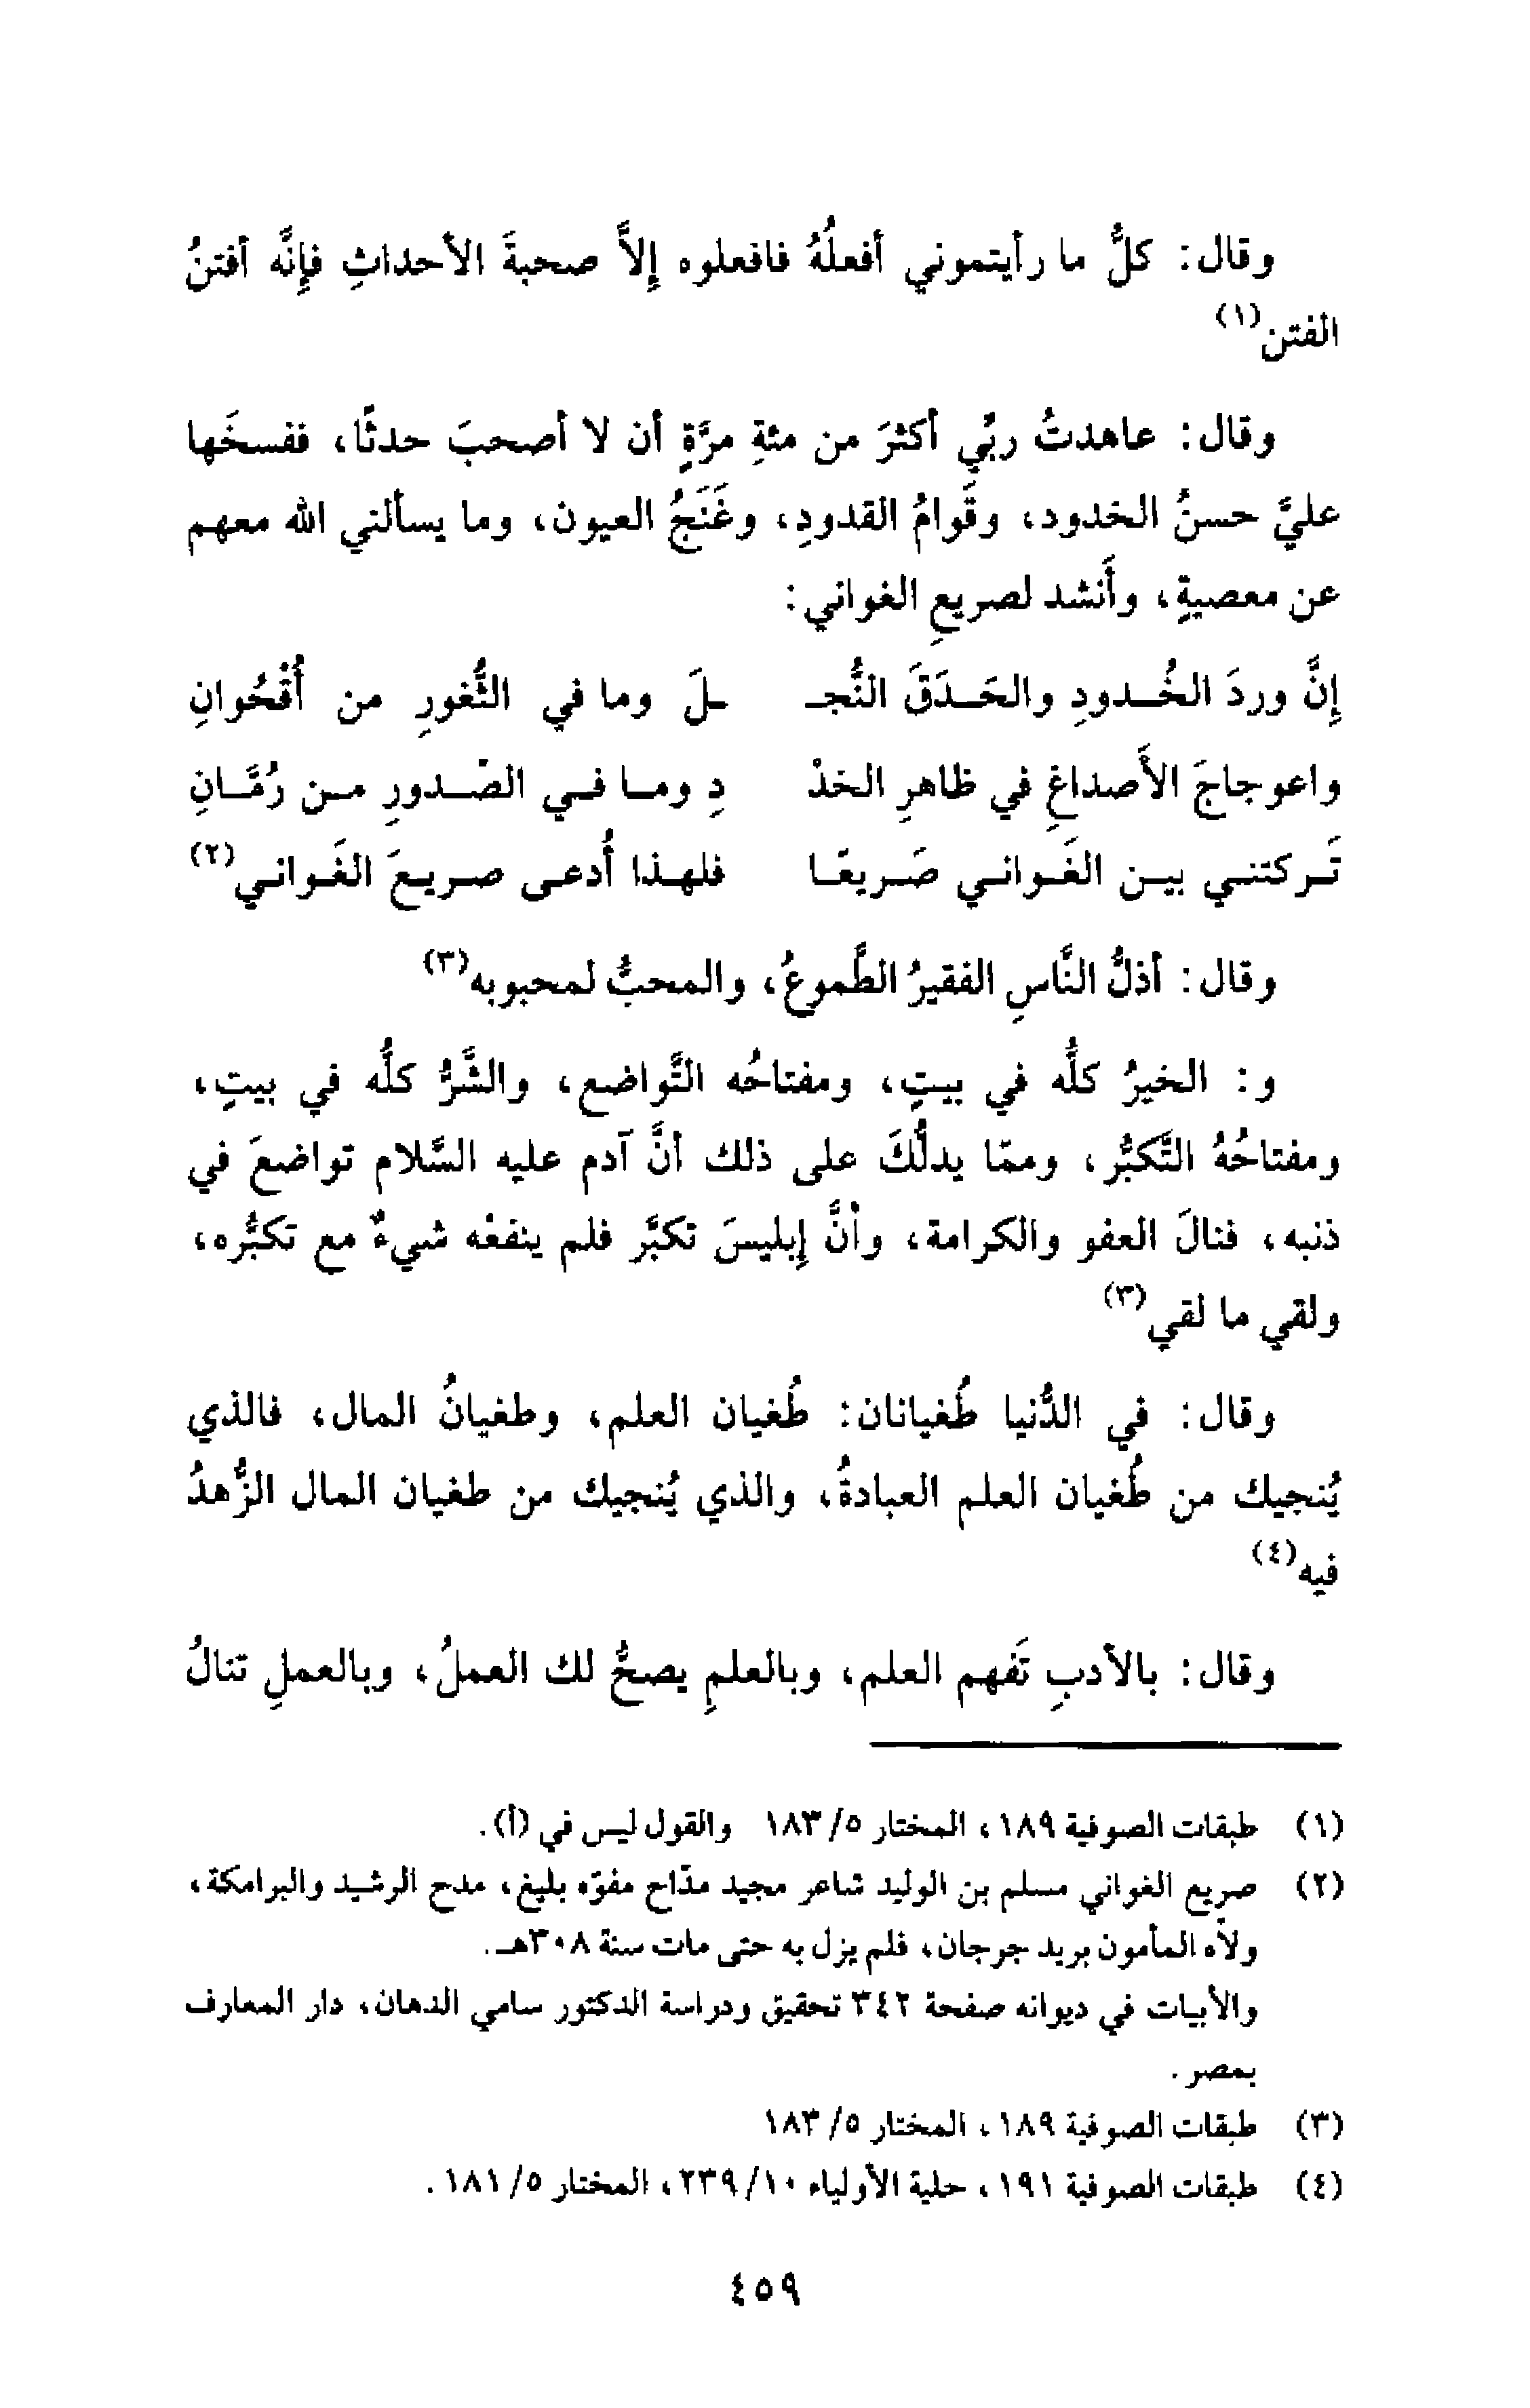 وقال: كلُّ ما رأيتموني أفعلُهُ فافعلوه إلاَّ صحبةَ الأحداثِ فإنَّه أفتنُ
الفتن(١)
وقال: عاهدتُ ربِّي أكثرَ من مئةِ مرَّةٍ أن لا أصحبَ حدثًا، ففسخَها
عليَّ حسنُ الخدود، وقَوامُ القدودِ، وغَنَجُ العيون، وما يسألني الله معهم
عن معصيةٍ، وأَنشد لصريعِ الغواني:
إنَّ وردَ الخُـدودِ والحَـدَقَ النُّجـ ـلَ وما في الثُّغورِ من أُقْحُوانِ
واعوجاجَ الأَصداغِ في ظاهرِ الخدْ دِ ومـا فـي الصّـدورِ مـن رُمَّـانِ
تَـركتنـي بيـن الغَـوانـي صَـريعًـا فلهـذا أُدعـى صـريـعَ الغَـوانـي(٢)
وقال: أذلُّ النَّاسِ الفقيرُ الطَّموعُ، والمحبُّ لمحبوبه(٣)
و: الخيرُ كلُّه في بيتٍ، ومفتاحُه التَّواضع، والشَّرُّ كلُّه في بيتٍ،
ومفتاحُهُ التَّكبُّر، وممّا يدلُّكَ على ذلك أنَّ آدم عليه السَّلام تواضعَ في
ذنبه، فنالَ العفو والكرامة، وأنَّ إبليسَ تكبَّر فلم ينفعْه شيءٌ مع تكبُّره،
ولقي ما لقي(٣)
وقال: في الدُّنيا طُغيانان: طُغيان العلم، وطغيانُ المال، فالذي
يُنجيك من طُغيان العلم العبادةُ، والذي يُنجيك من طغيان المال الزُّهدُ
فيه(٤)
وقال: بالأدبِ تَفهم العلم، وبالعلمِ يصحُّ لك العملُ، وبالعملِ تنالُ
(١) طبقات الصوفية ١٨٩، المختار ٥/ ١٨٣ والقول ليس في (أ).
(٢) صريع الغواني مسلم بن الوليد شاعر مجيد مدّاح مفوّه بليغ، مدح الرشيد والبرامكة،
ولاّه المأمون بريد جرجان، فلم يزل به حتى مات سنة ٣٠٨هـ.
والأبيات في ديوانه صفحة ٣٤٢ تحقيق ودراسة الدكتور سامي الدهان، دار المعارف
بمصر.
(٣) طبقات الصوفية ١٨٩، المختار ٥/ ١٨٣
(٤) طبقات الصوفية ١٩١، حلية الأولياء ١٠/ ٢٣٩، المختار ٥/ ١٨١.
٤٥٩